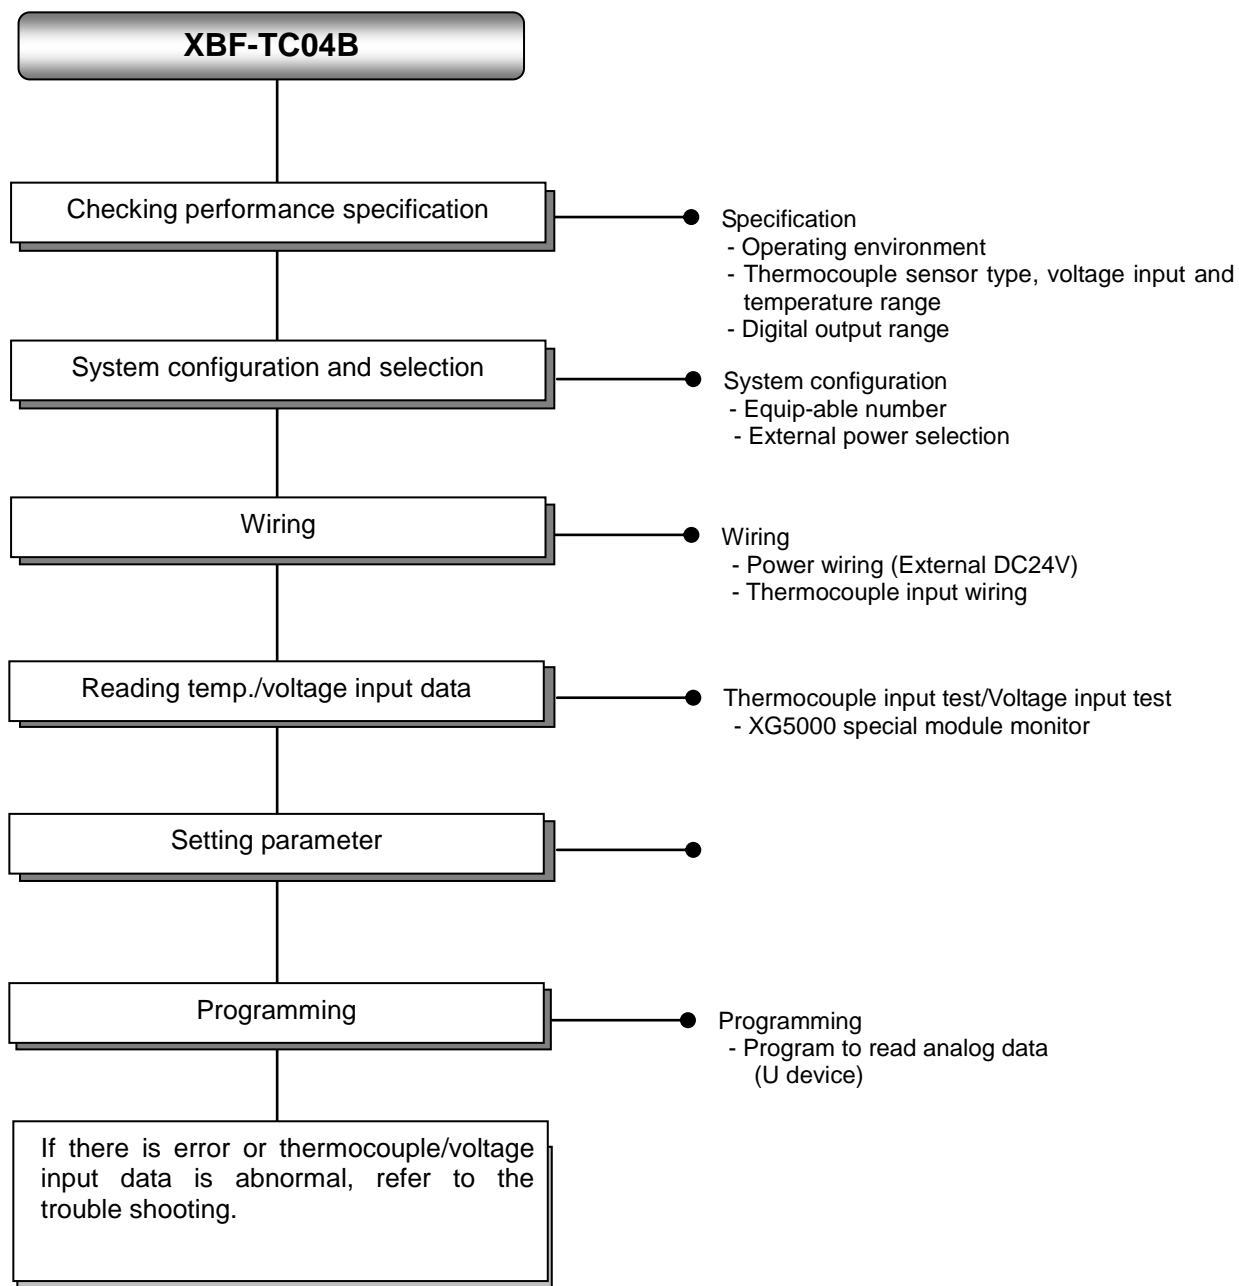 XBF-TC04B
Checking performance specification
Specification
- Operating environment
- Thermocouple sensor type, voltage input and
temperature range
- Digital output range
System configuration and selection
System configuration
- Equip-able number
- External power selection
Wiring
Wiring
- Power wiring (External DC24V)
- Thermocouple input wiring
Reading temp./voltage input data
Thermocouple input test/Voltage input test
- XG5000 special module monitor
Setting parameter
Programming
Programming
- Program to read analog data
(U device)
If there is error or thermocouple/voltage
input data is abnormal, refer to the
trouble shooting.